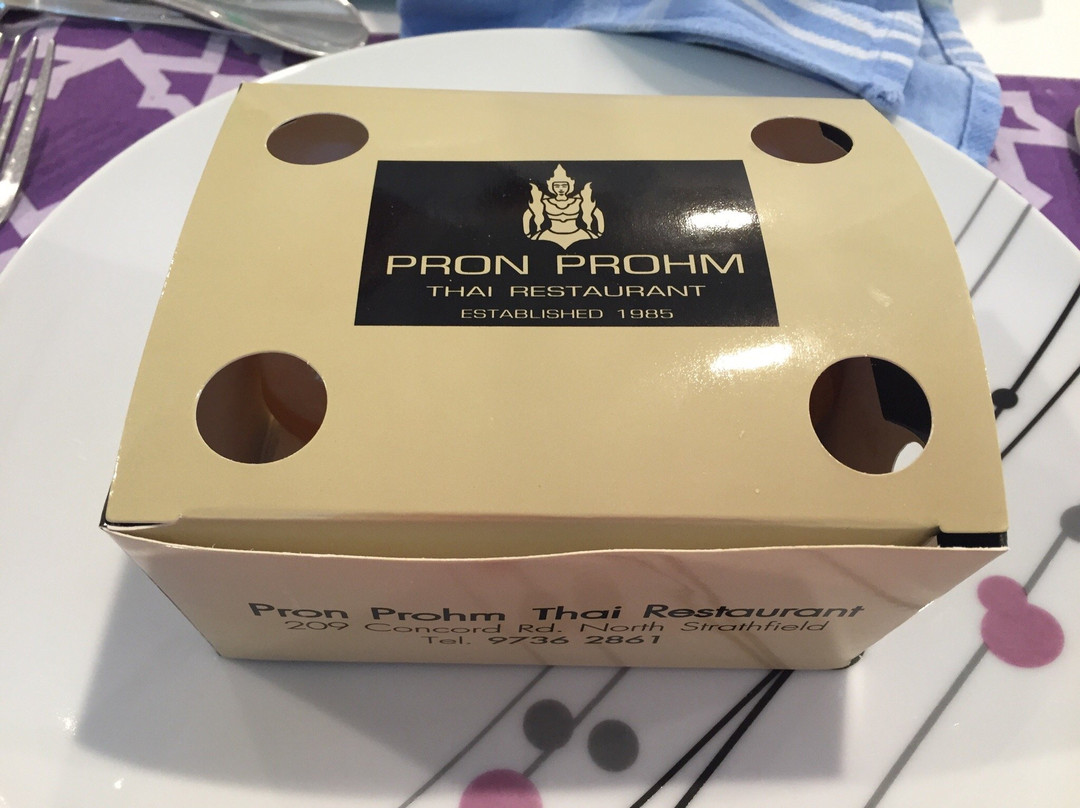 PRON PROHM
THAI RESTAURANT
ESTABLISHED 1985
Pron Prohm Thai Restaurant
209 Concord Rd. North Strathfield
Tel. 9736 2861